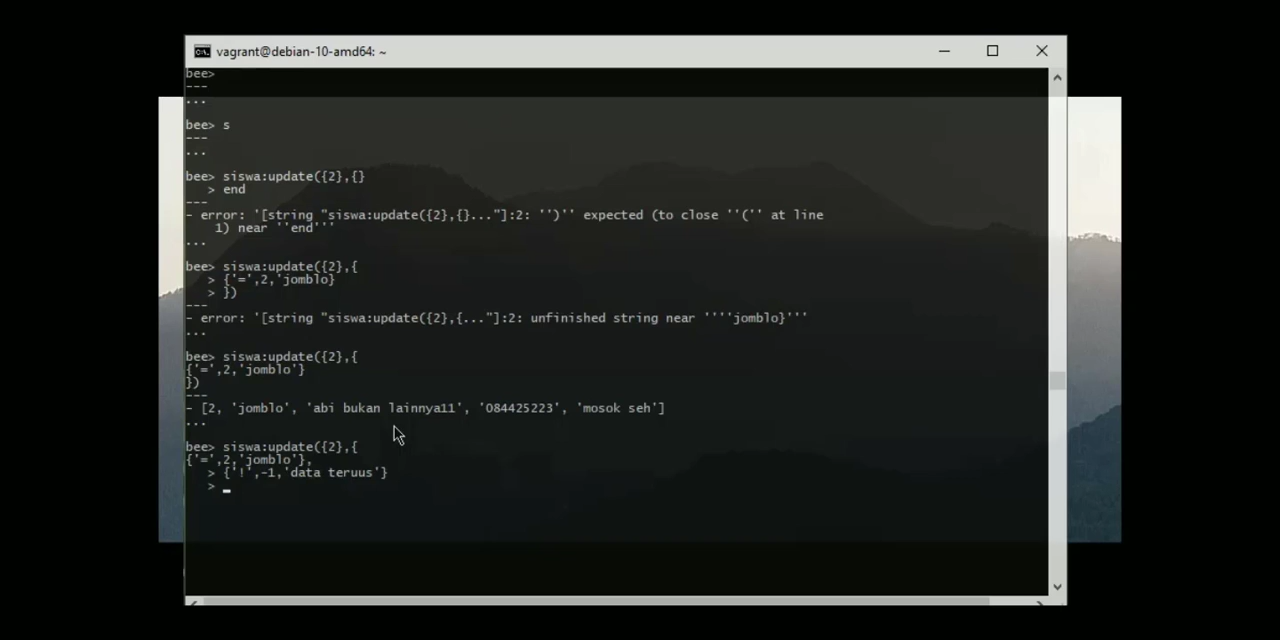 vagrant@debian-10-amd64: ~
bee>
---
...
bee> s
---
...
bee> siswa:update({2},{}
> end
---
- error: '[string "siswa:update({2},{}..."]:2: '')'' expected (to close ''('' at line
1) near ''end'''
...
bee> siswa:update({2},{
> {'=',2,'jomblo}
> })
---
- error: '[string "siswa:update({2},{..."]:2: unfinished string near ''''jomblo}'''
...
bee> siswa:update({2},{
{'=',2,'jomblo'}
})
---
- [2, 'jomblo', 'abi bukan lainnya11', '084425223', 'mosok seh']
...
bee> siswa:update({2},{
{'=',2,'jomblo'},
> {'!',-1,'data teruus'}
> _